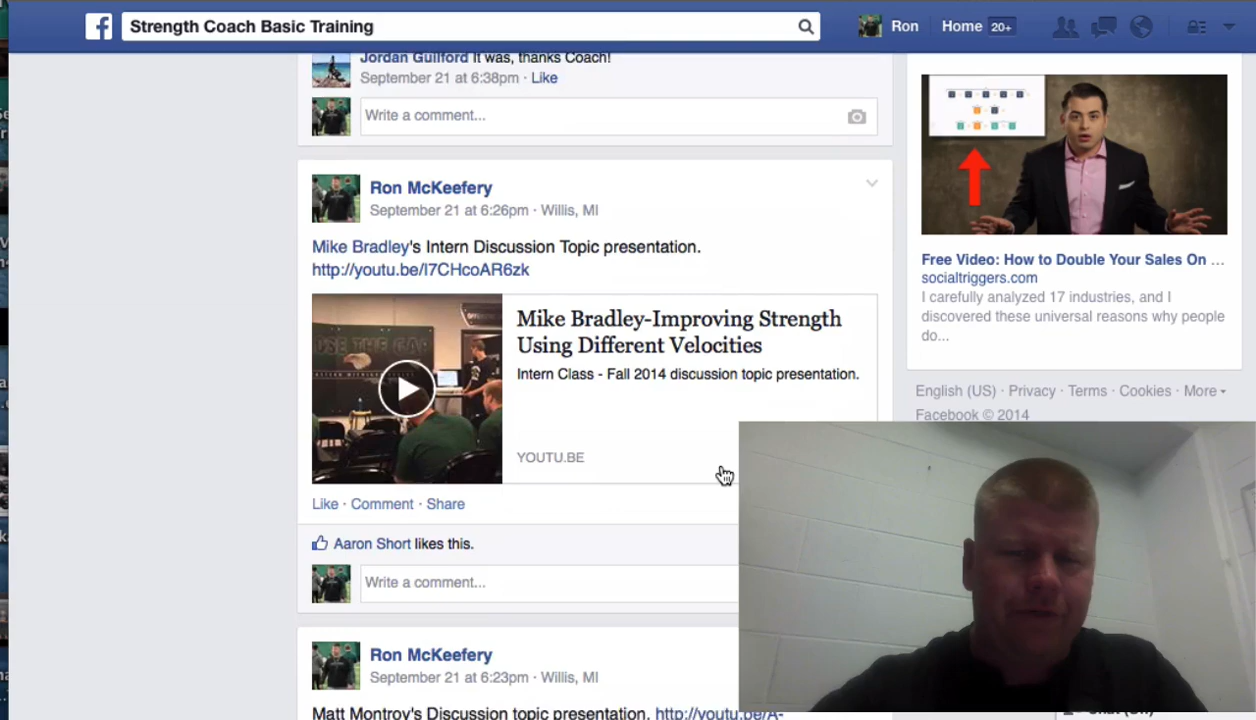 Strength Coach Basic Training
Ron
Home 20+
Jordan Guilford It was, thanks Coach!
September 21 at 6:38pm · Like
Write a comment...
Ron McKeefery
September 21 at 6:26pm · Willis, MI
Mike Bradley's Intern Discussion Topic presentation.
http://youtu.be/l7CHcoAR6zk
Mike Bradley-Improving Strength
Using Different Velocities
Intern Class - Fall 2014 discussion topic presentation.
YOUTU.BE
Like · Comment · Share
Aaron Short likes this.
Write a comment...
Ron McKeefery
September 21 at 6:23pm · Willis, MI
Matt Montroy's Discussion topic presentation. http://youtu.be/A-
Free Video: How to Double Your Sales On ...
socialtriggers.com
I carefully analyzed 17 industries, and I
discovered these universal reasons why people
do...
English (US) · Privacy · Terms · Cookies · More
Facebook © 2014